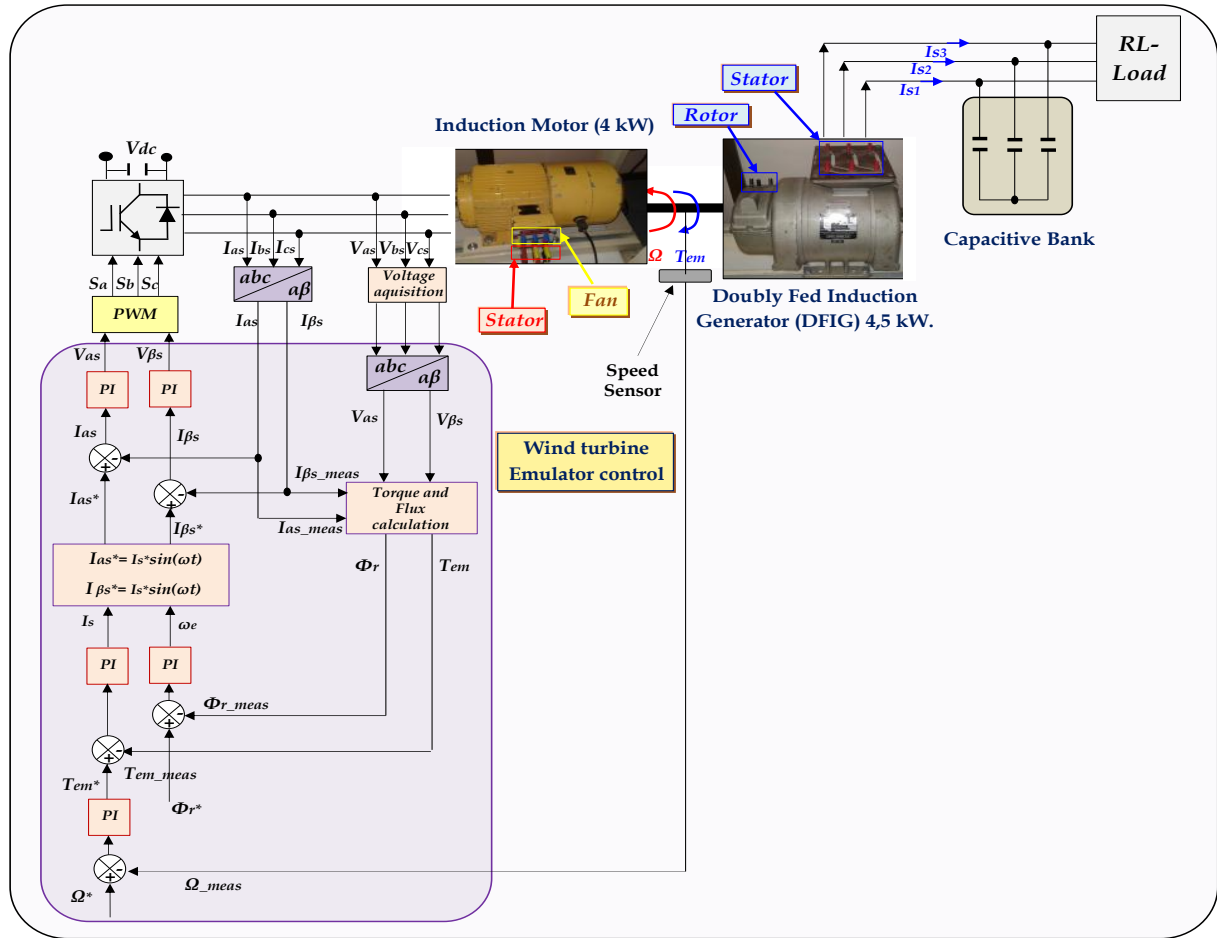 RL-
Load
Is3
Is2
Is1
Stator
Rotor
Induction Motor (4 kW)
Capacitive Bank
Doubly Fed Induction
Generator (DFIG) 4,5 kW.
Ω
Tem
Fan
Stator
Speed
Sensor
Vdc
Ias Ibs Ics
Vas Vbs Vcs
abc
aβ
Voltage
aquisition
Sa Sb Sc
PWM
Ias
Iβs
abc
aβ
Vas
Vβs
PI
PI
Vas
Vβs
Ias
Iβs
Wind turbine
Emulator control
Iβs_meas
Ias*
Torque and
Flux
calculation
Ias_meas
Iβs*
Ias*= Is*sin(ωt)
I βs*= Is*sin(ωt)
Φr
Tem
Is
ωe
PI
PI
Φr_meas
Tem_meas
Tem*
Φr*
PI
Ω_meas
Ω*